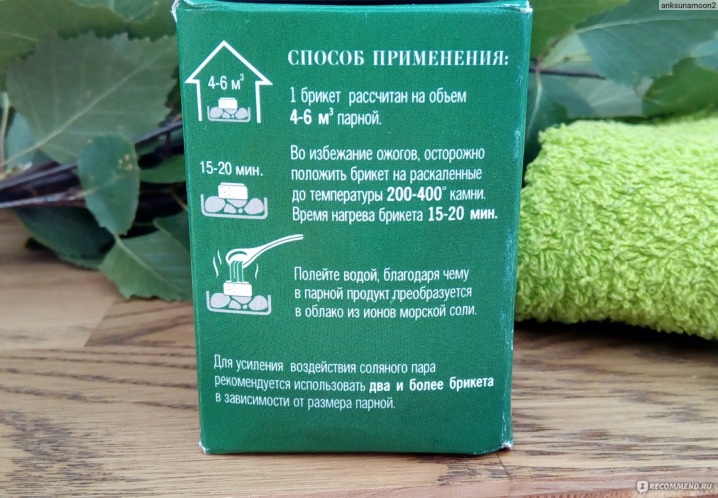 anksunamoon2
СПОСОБ ПРИМЕНЕНИЯ:
4-6 м³
1 брикет рассчитан на объем
4-6 м³ парной.
15-20 мин.
Во избежание ожогов, осторожно
положить брикет на раскаленные
до температуры 200-400° камни.
Время нагрева брикета 15-20 мин.
Полейте водой, благодаря чему
в парной продукт преобразуется
в облако из ионов морской соли.
Для усиления воздействия соляного пара
рекомендуется использовать два и более брикета
в зависимости от размера парной.
IRECOMMEND.RU